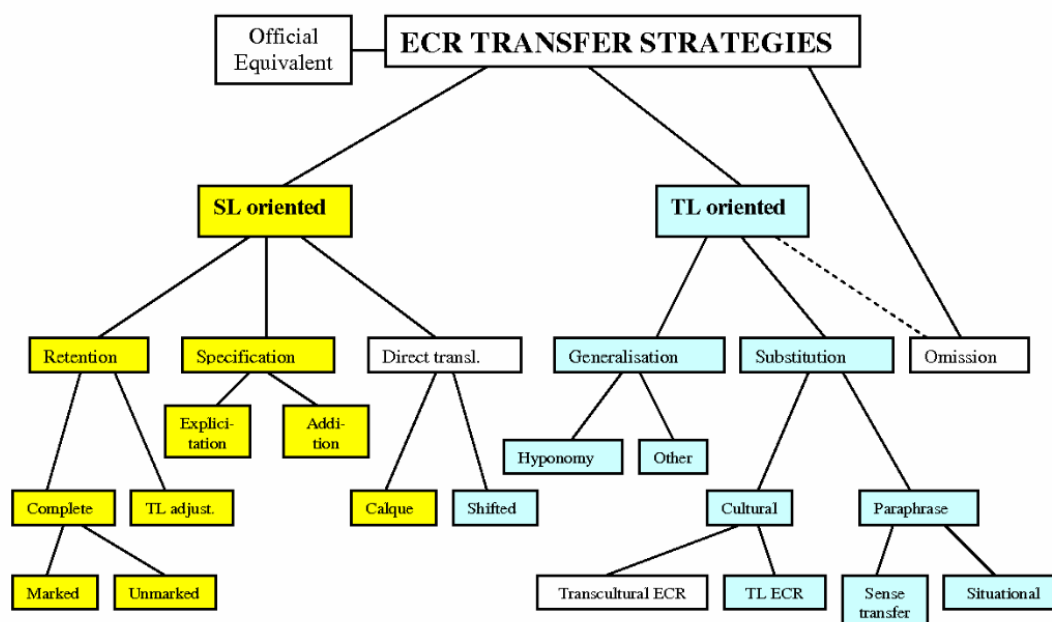 Official
Equivalent
ECR TRANSFER STRATEGIES
SL oriented
TL oriented
Retention
Specification
Direct transl.
Generalisation
Substitution
Omission
Explici-
tation
Addi-
tion
Hyponomy
Other
Complete
TL adjust.
Calque
Shifted
Cultural
Paraphrase
Marked
Unmarked
Transcultural ECR
TL ECR
Sense
transfer
Situational